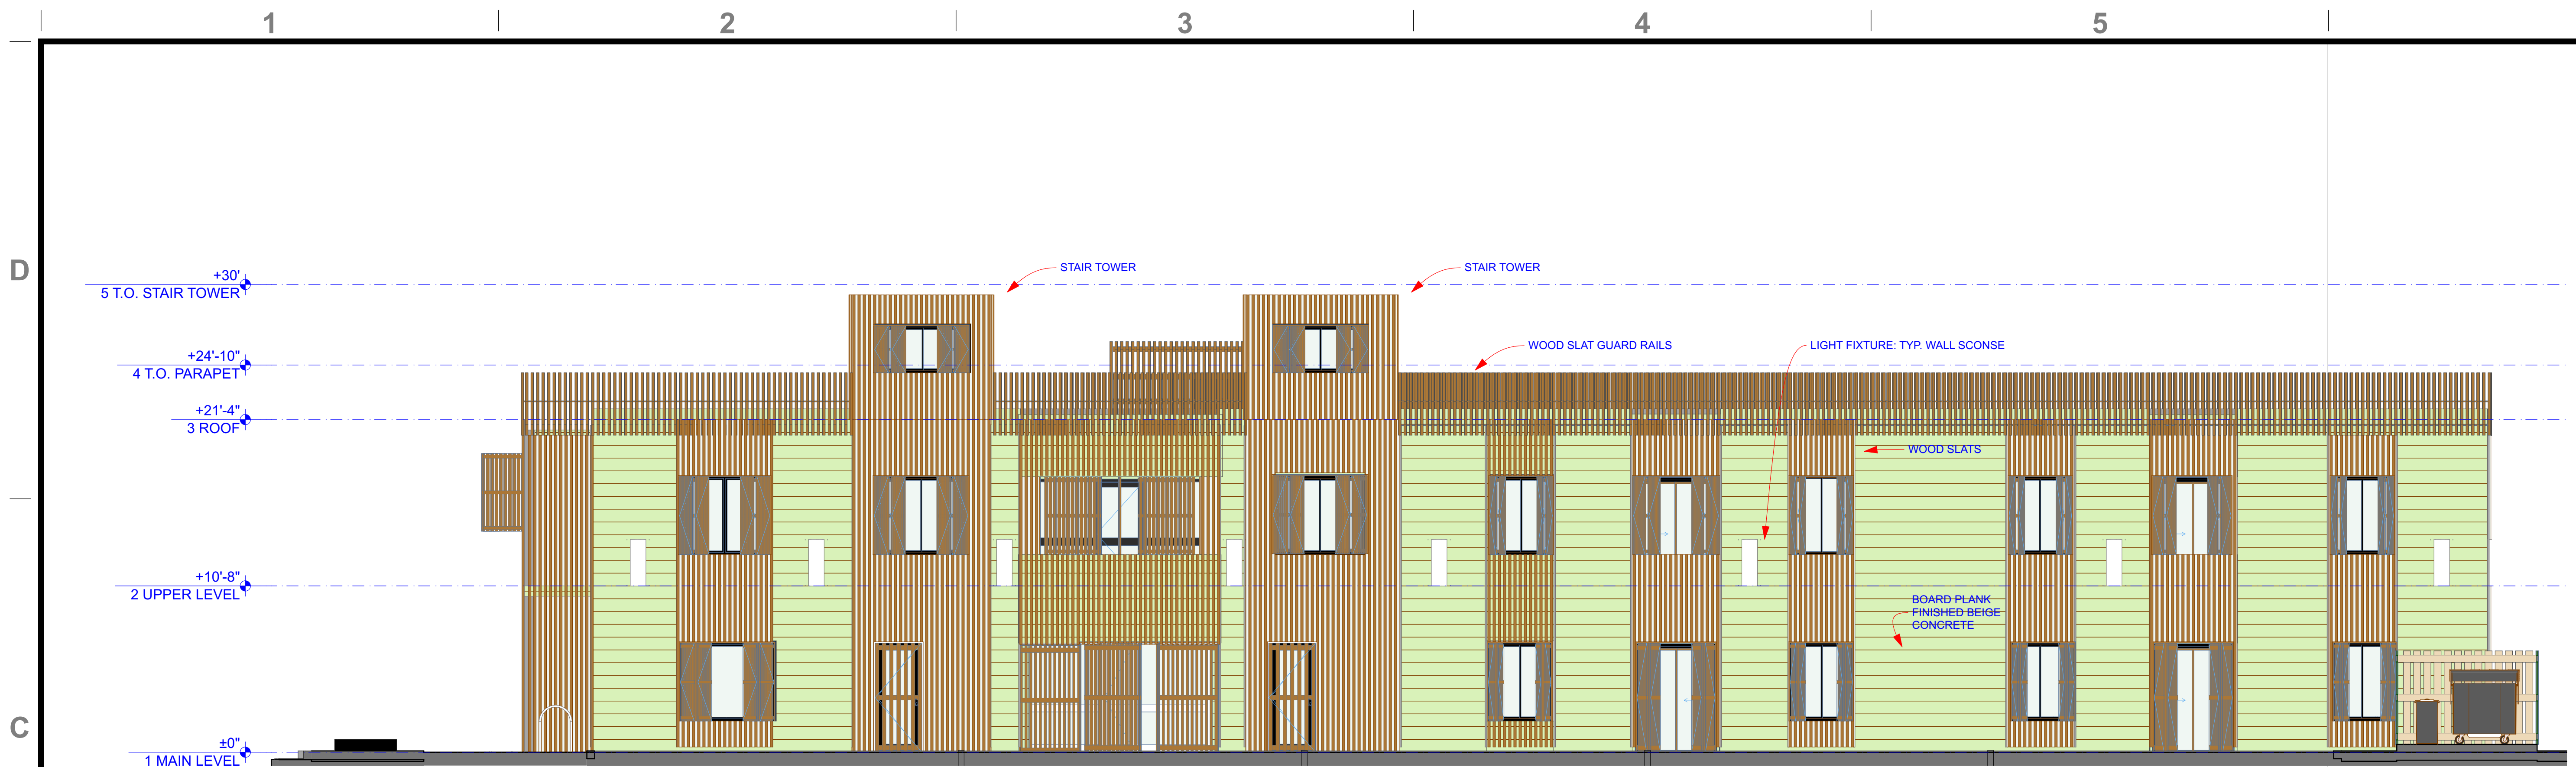 1
2
3
4
5
D
STAIR TOWER
STAIR TOWER
+30'
5 T.O. STAIR TOWER
WOOD SLAT GUARD RAILS
LIGHT FIXTURE: TYP. WALL SCONSE
+24'-10"
4 T.O. PARAPET
+21'-4"
3 ROOF
WOOD SLATS
+10'-8"
2 UPPER LEVEL
BOARD PLANK
FINISHED BEIGE
CONCRETE
C
±0"
1 MAIN LEVEL